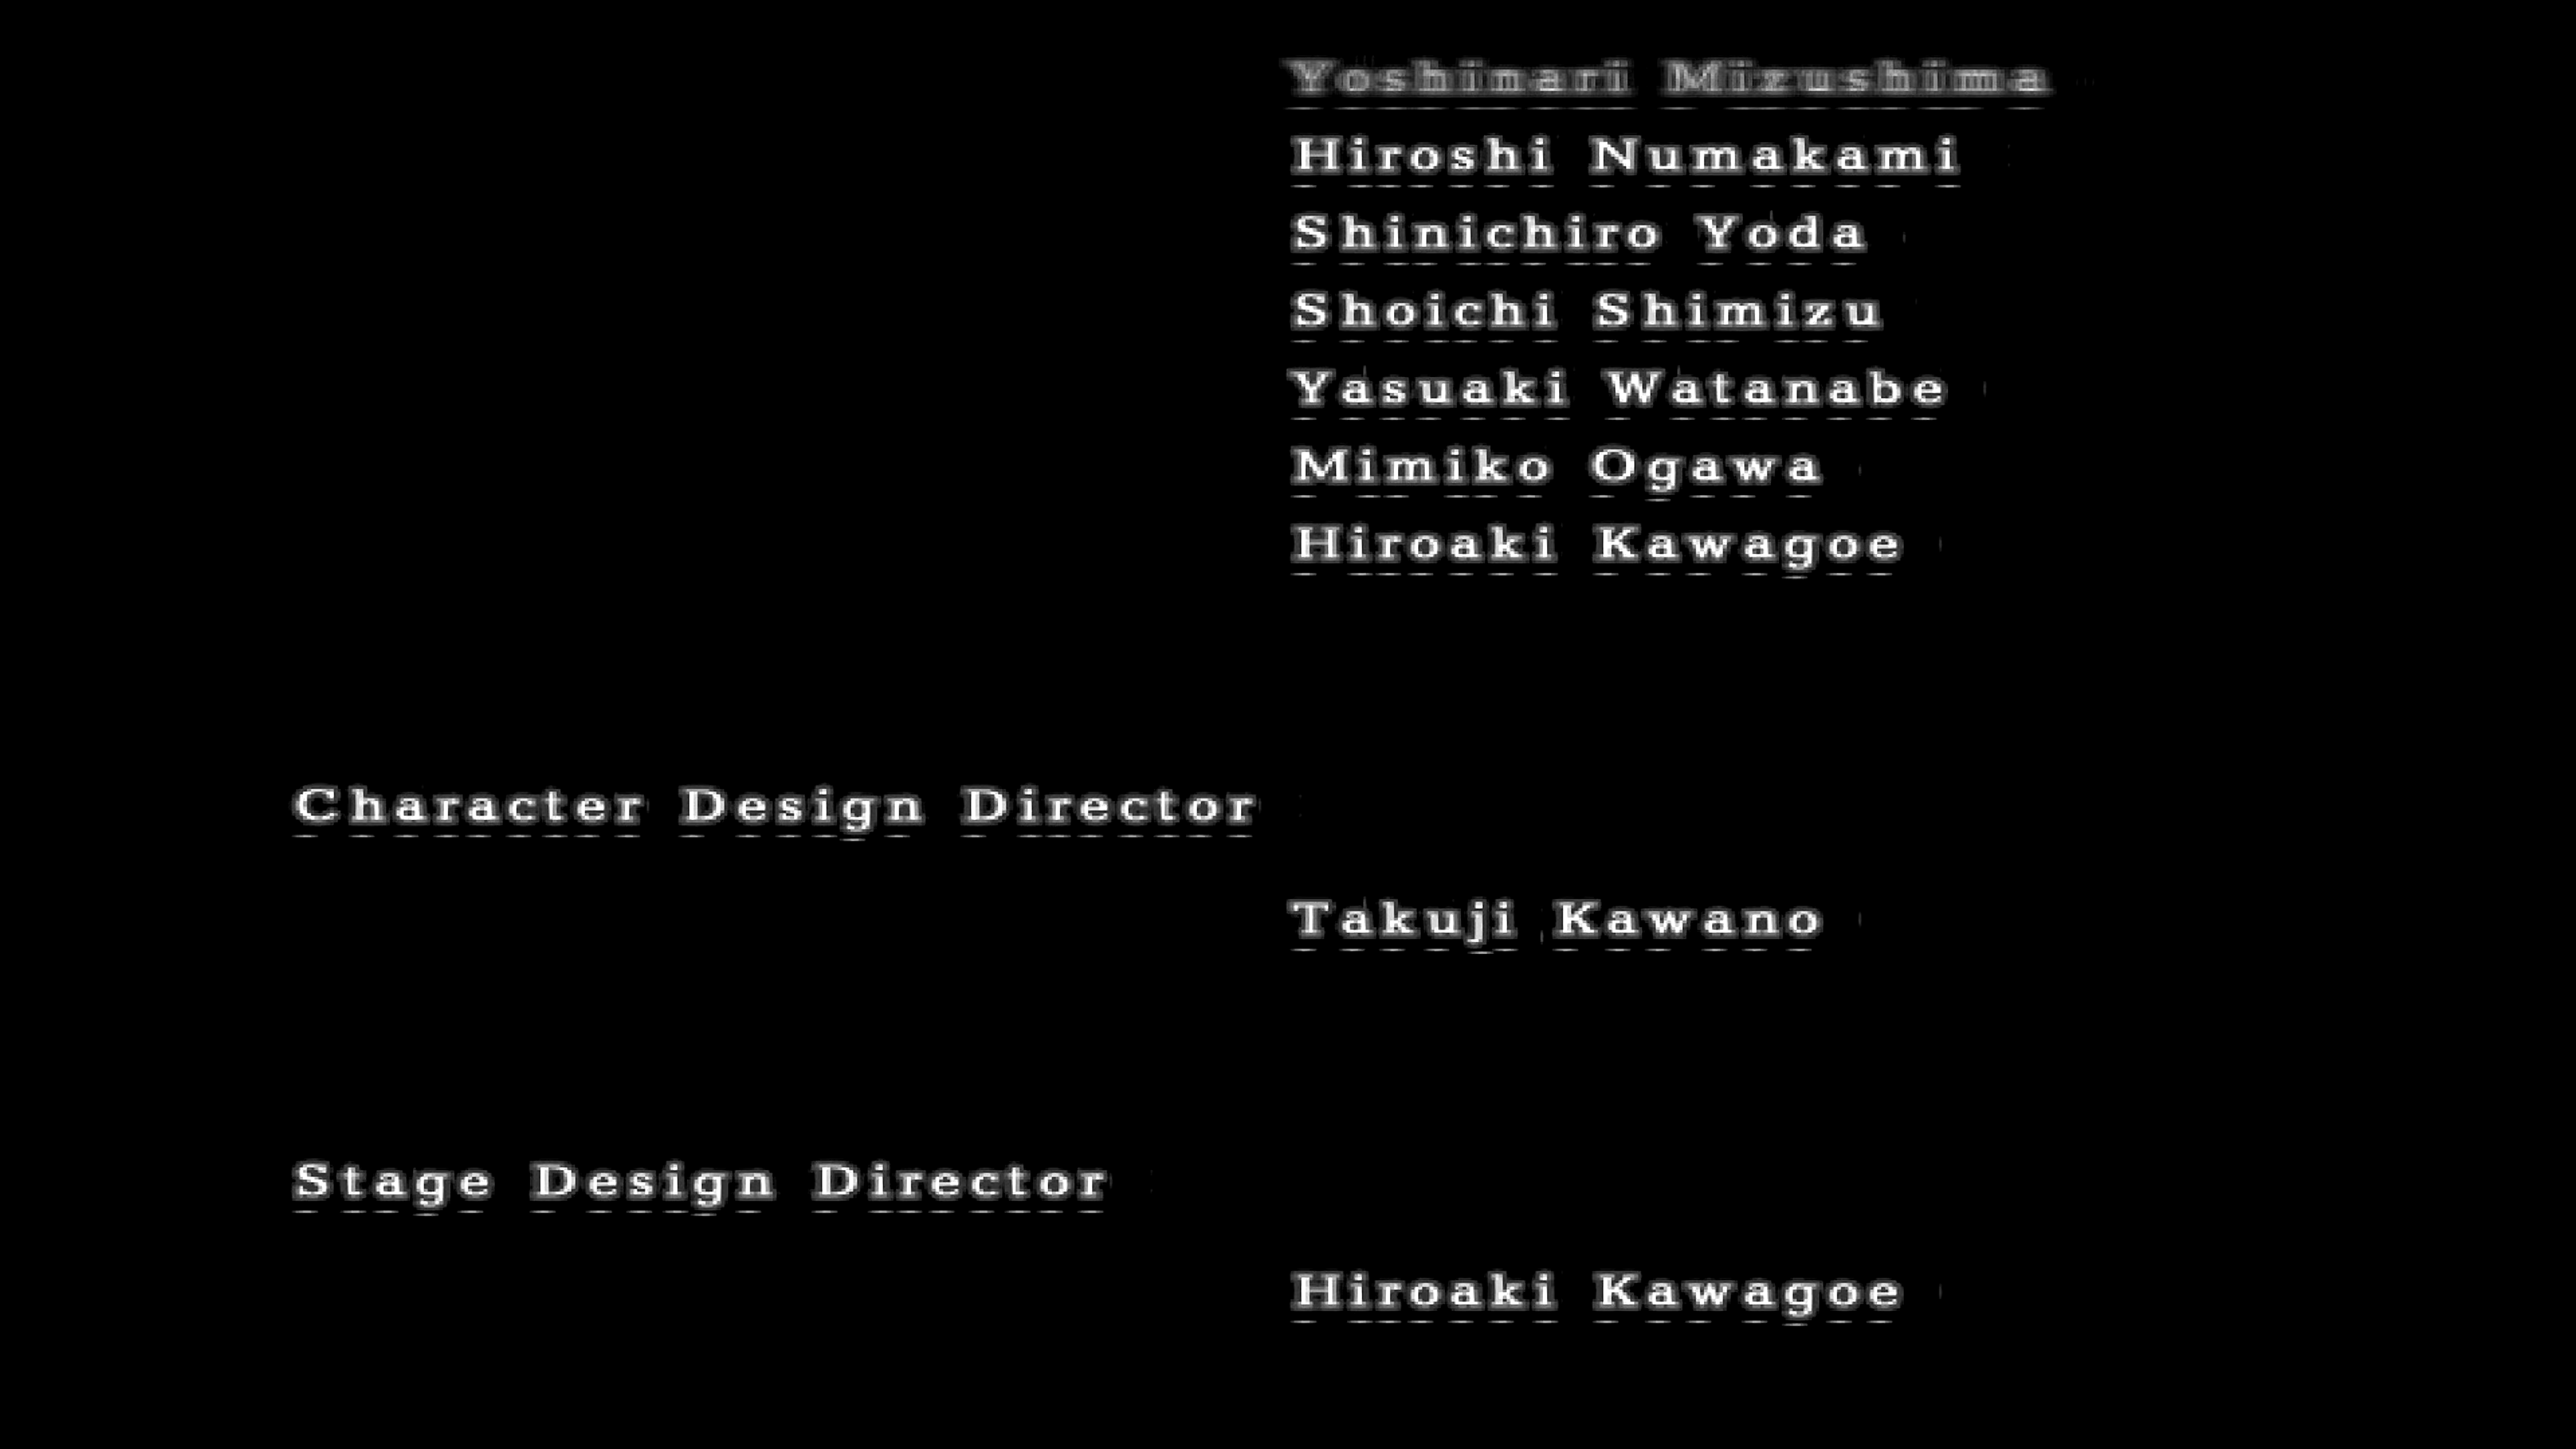 Yoshinari Mizushima
Hiroshi Numakami
Shinichiro Yoda
Shoichi Shimizu
Yasuaki Watanabe
Mimiko Ogawa
Hiroaki Kawagoe
Character Design Director
Takuji Kawano
Stage Design Director
Hiroaki Kawagoe